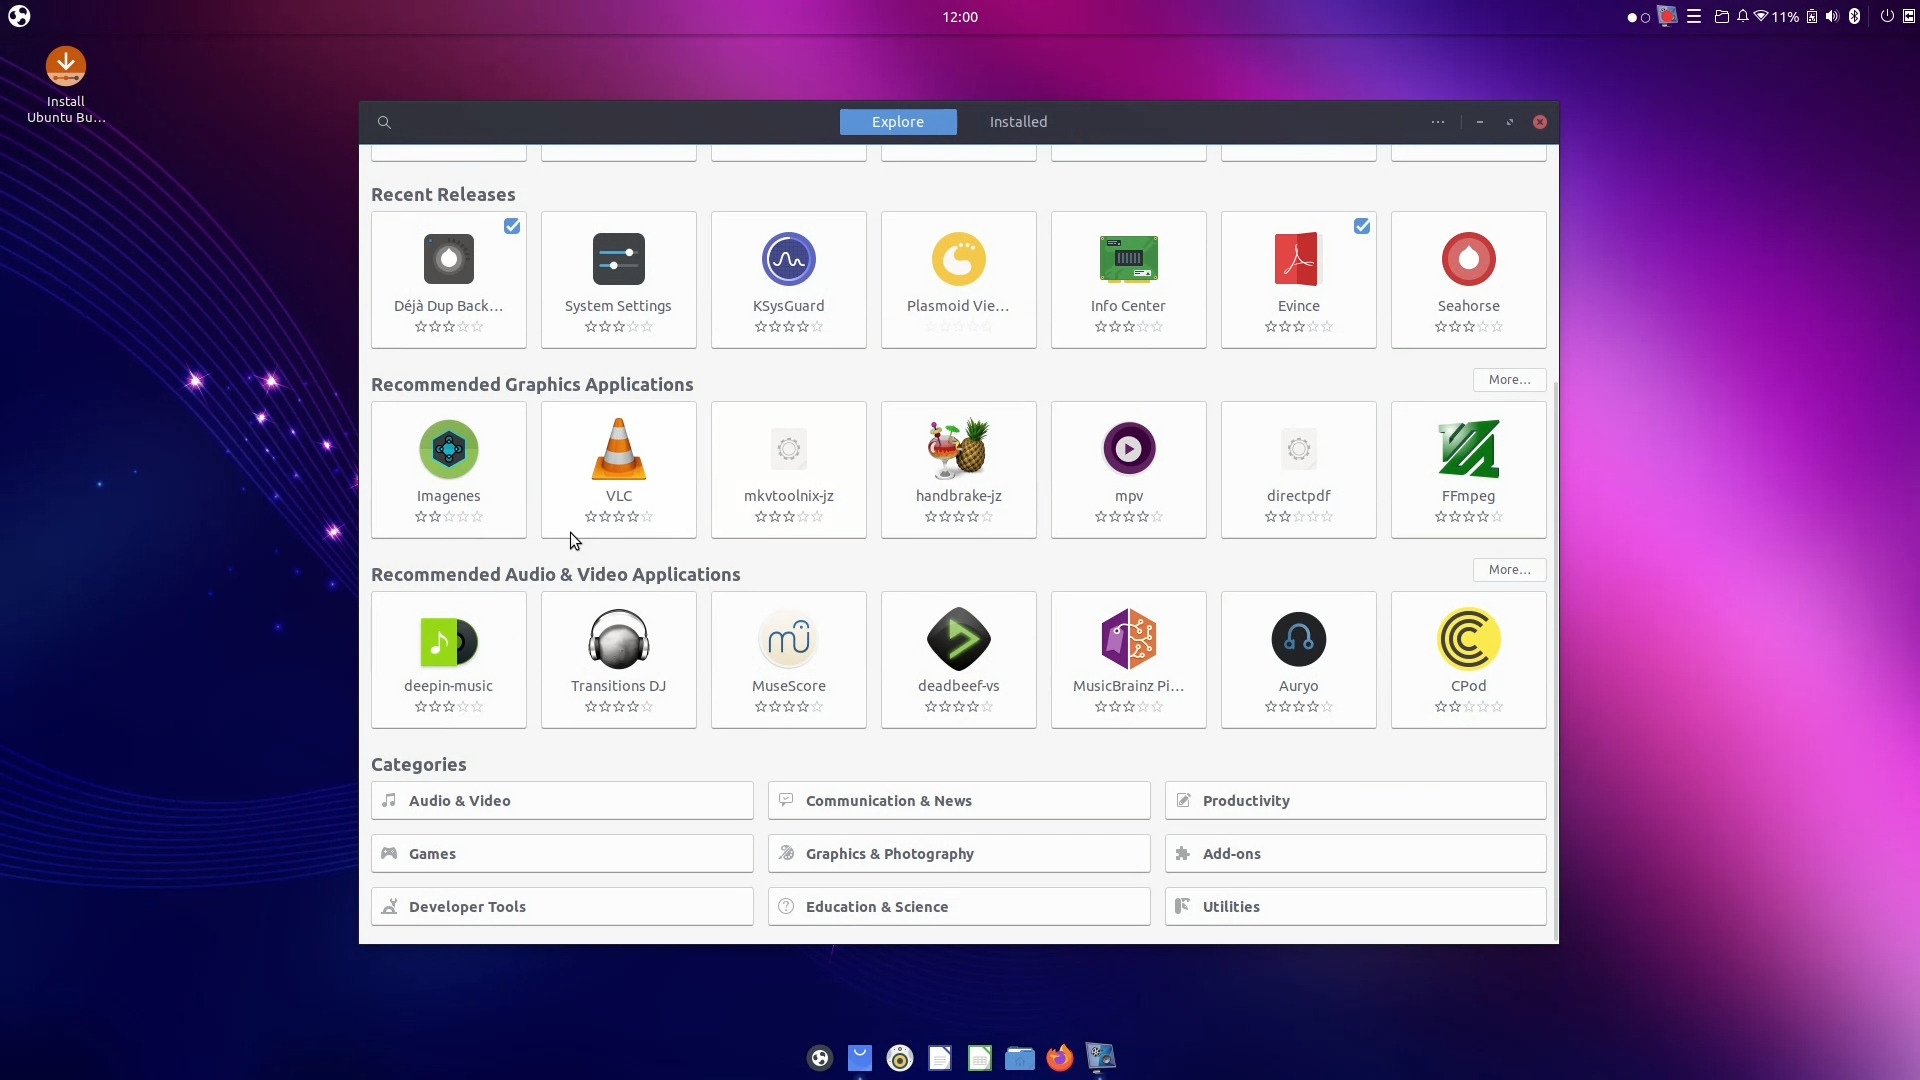 12:00
11%
Install
Ubuntu Bu...
Explore
Installed
Recent Releases
Déjà Dup Back...
System Settings
KSysGuard
Plasmoid Vie...
Info Center
Evince
Seahorse
Recommended Graphics Applications
More...
Imagenes
VLC
mkvtoolnix-jz
handbrake-jz
mpv
directpdf
FFmpeg
Recommended Audio & Video Applications
More...
deepin-music
Transitions DJ
MuseScore
deadbeef-vs
MusicBrainz Pi...
Auryo
CPod
Categories
Audio & Video
Communication & News
Productivity
Games
Graphics & Photography
Add-ons
Developer Tools
Education & Science
Utilities